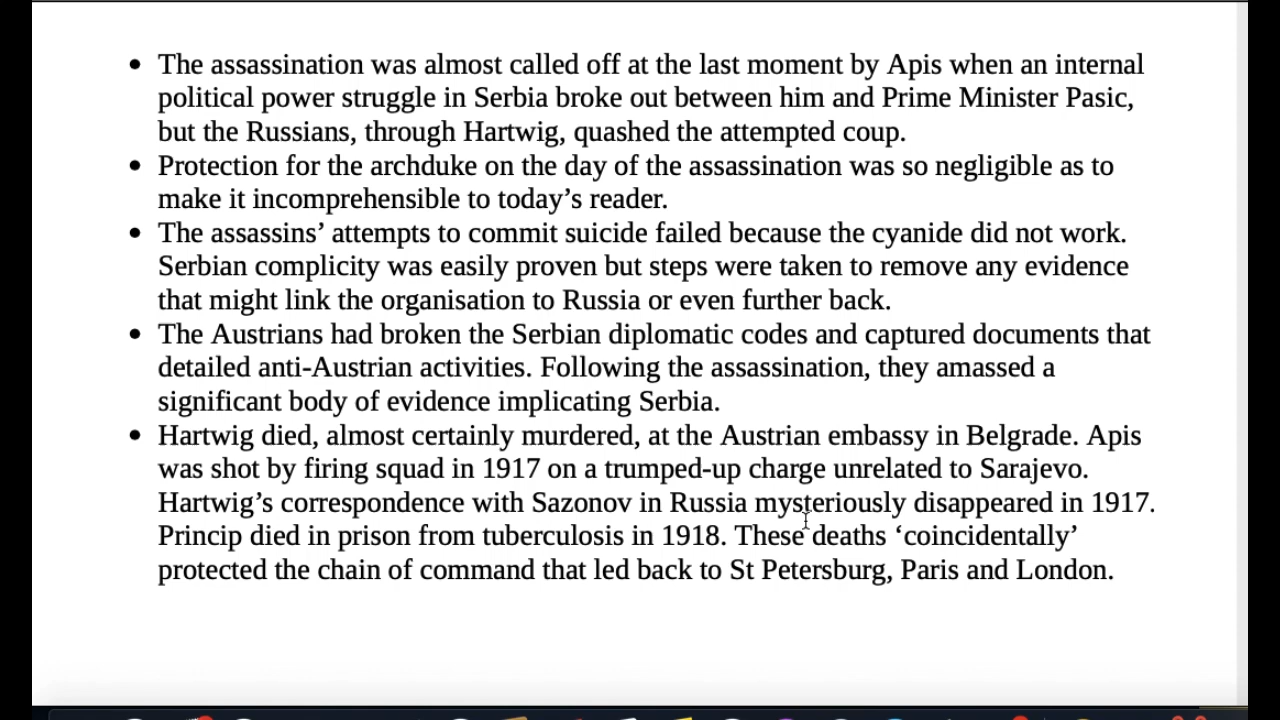 • The assassination was almost called off at the last moment by Apis when an internal
political power struggle in Serbia broke out between him and Prime Minister Pasic,
but the Russians, through Hartwig, quashed the attempted coup.
• Protection for the archduke on the day of the assassination was so negligible as to
make it incomprehensible to today’s reader.
• The assassins’ attempts to commit suicide failed because the cyanide did not work.
Serbian complicity was easily proven but steps were taken to remove any evidence
that might link the organisation to Russia or even further back.
• The Austrians had broken the Serbian diplomatic codes and captured documents that
detailed anti-Austrian activities. Following the assassination, they amassed a
significant body of evidence implicating Serbia.
• Hartwig died, almost certainly murdered, at the Austrian embassy in Belgrade. Apis
was shot by firing squad in 1917 on a trumped-up charge unrelated to Sarajevo.
Hartwig’s correspondence with Sazonov in Russia mysteriously disappeared in 1917.
Princip died in prison from tuberculosis in 1918. These deaths ‘coincidentally’
protected the chain of command that led back to St Petersburg, Paris and London.